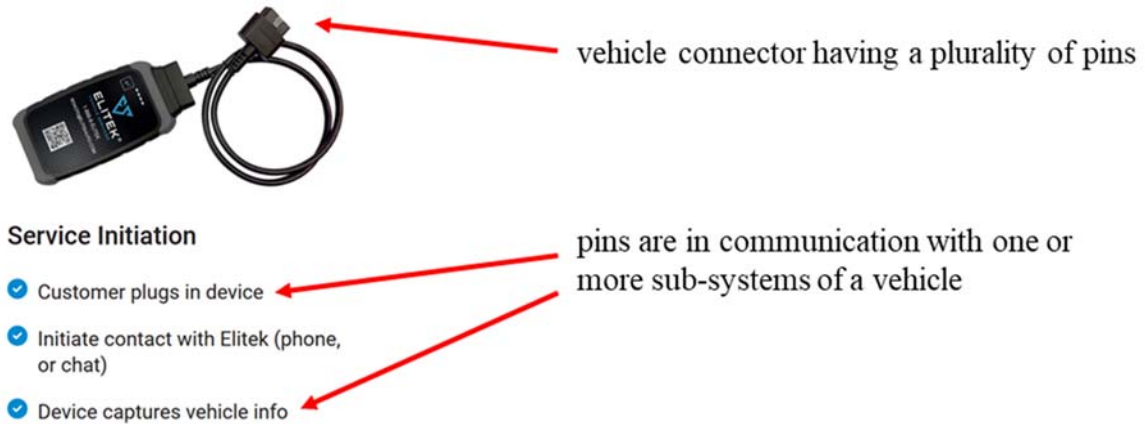 vehicle connector having a plurality of pins
ELITEK
Service Initiation
pins are in communication with one or
more sub-systems of a vehicle
Customer plugs in device
Initiate contact with Elitek (phone,
or chat)
Device captures vehicle info